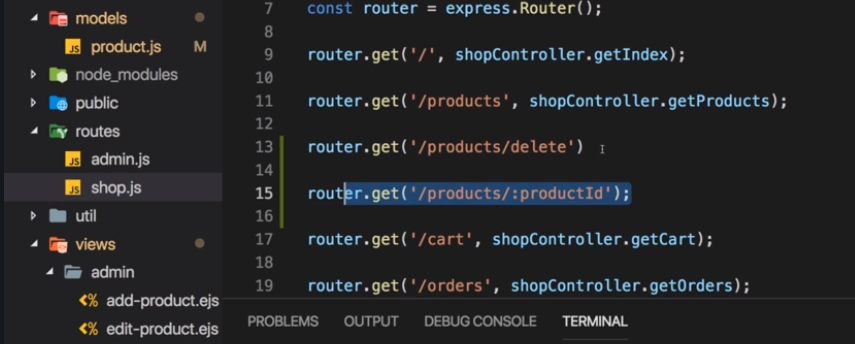 models
product.js M
node_modules
public
routes
admin.js
shop.js
util
views
admin
add-product.ejs
edit-product.ejs
7 const router = express.Router();
8
9 router.get('/', shopController.getIndex);
10
11 router.get('/products', shopController.getProducts);
12
13 router.get('/products/delete')
14
15 router.get('/products/:productId');
16
17 router.get('/cart', shopController.getCart);
18
19 router.get('/orders', shopController.getOrders);
PROBLEMS OUTPUT DEBUG CONSOLE TERMINAL